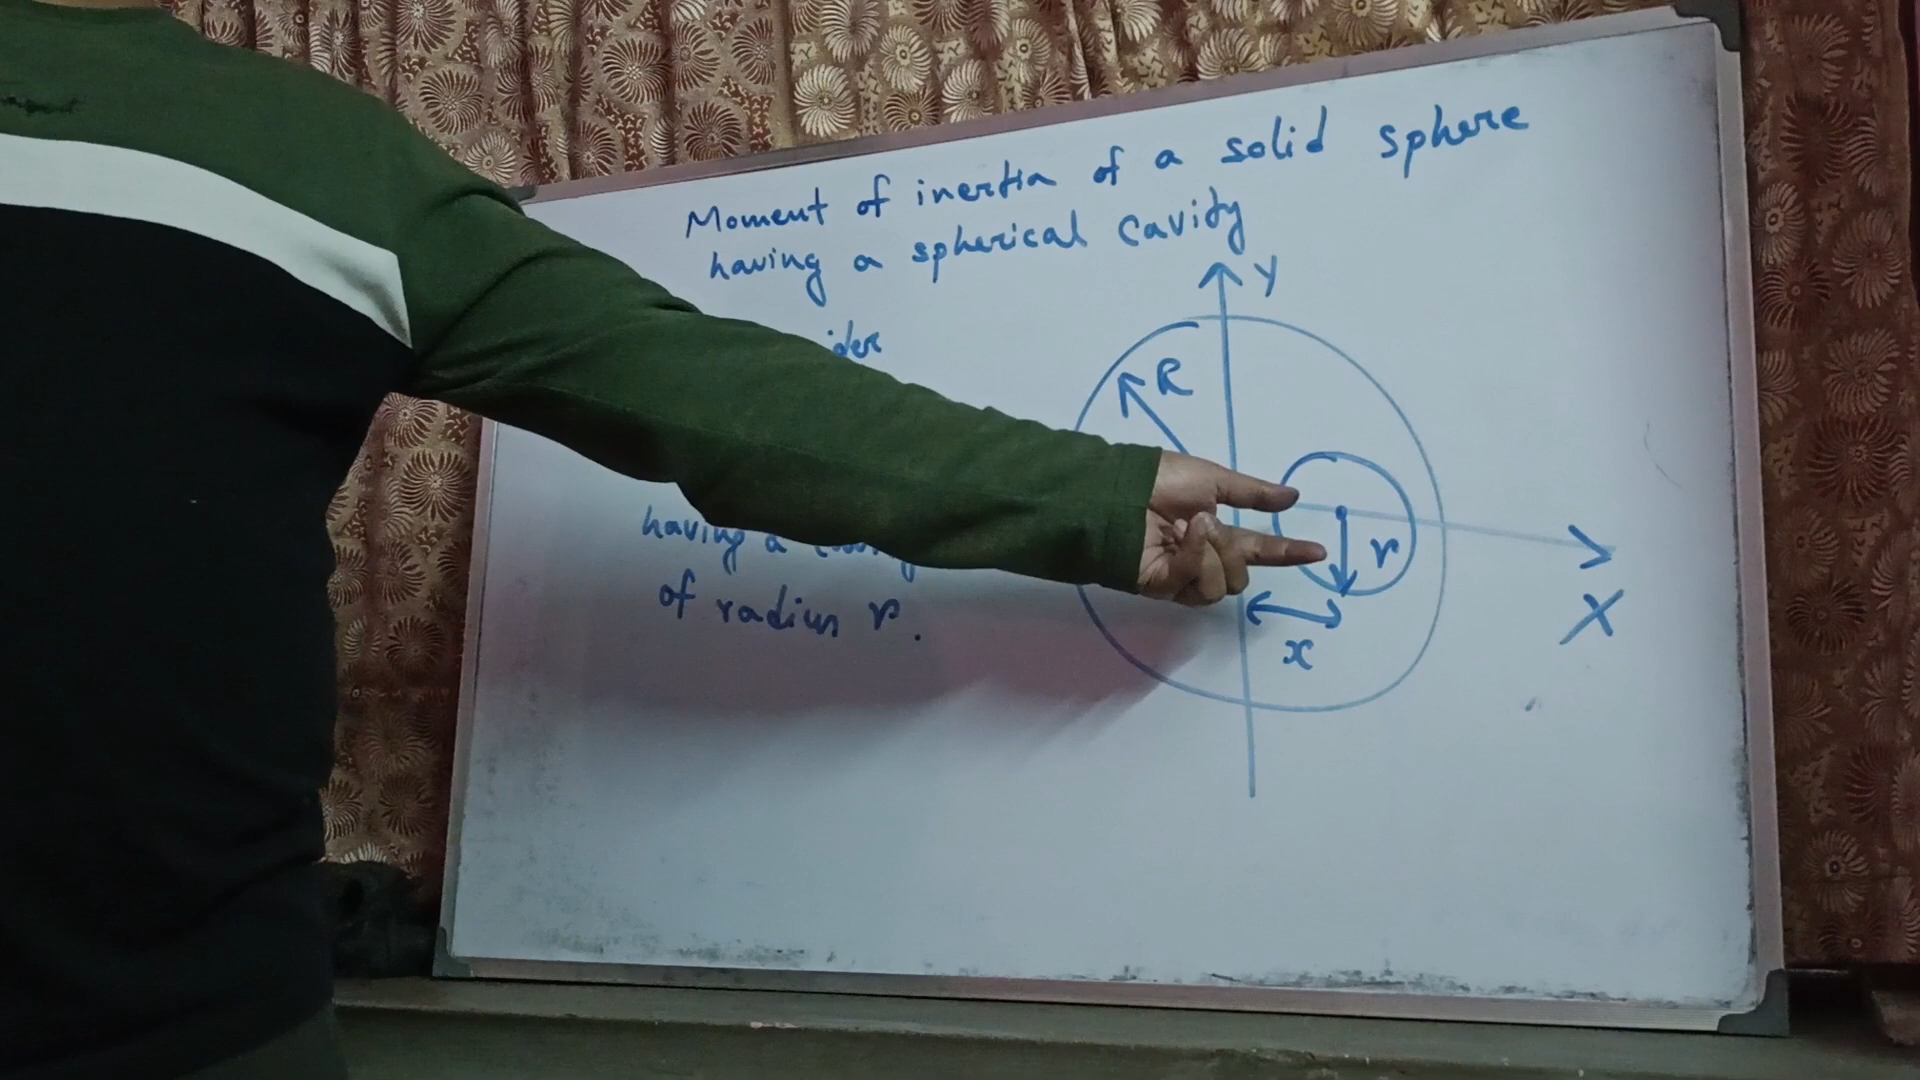 Moment of inertia of a solid sphere
having a spherical cavity
Y
R
having a
r
of radius r.
x
X